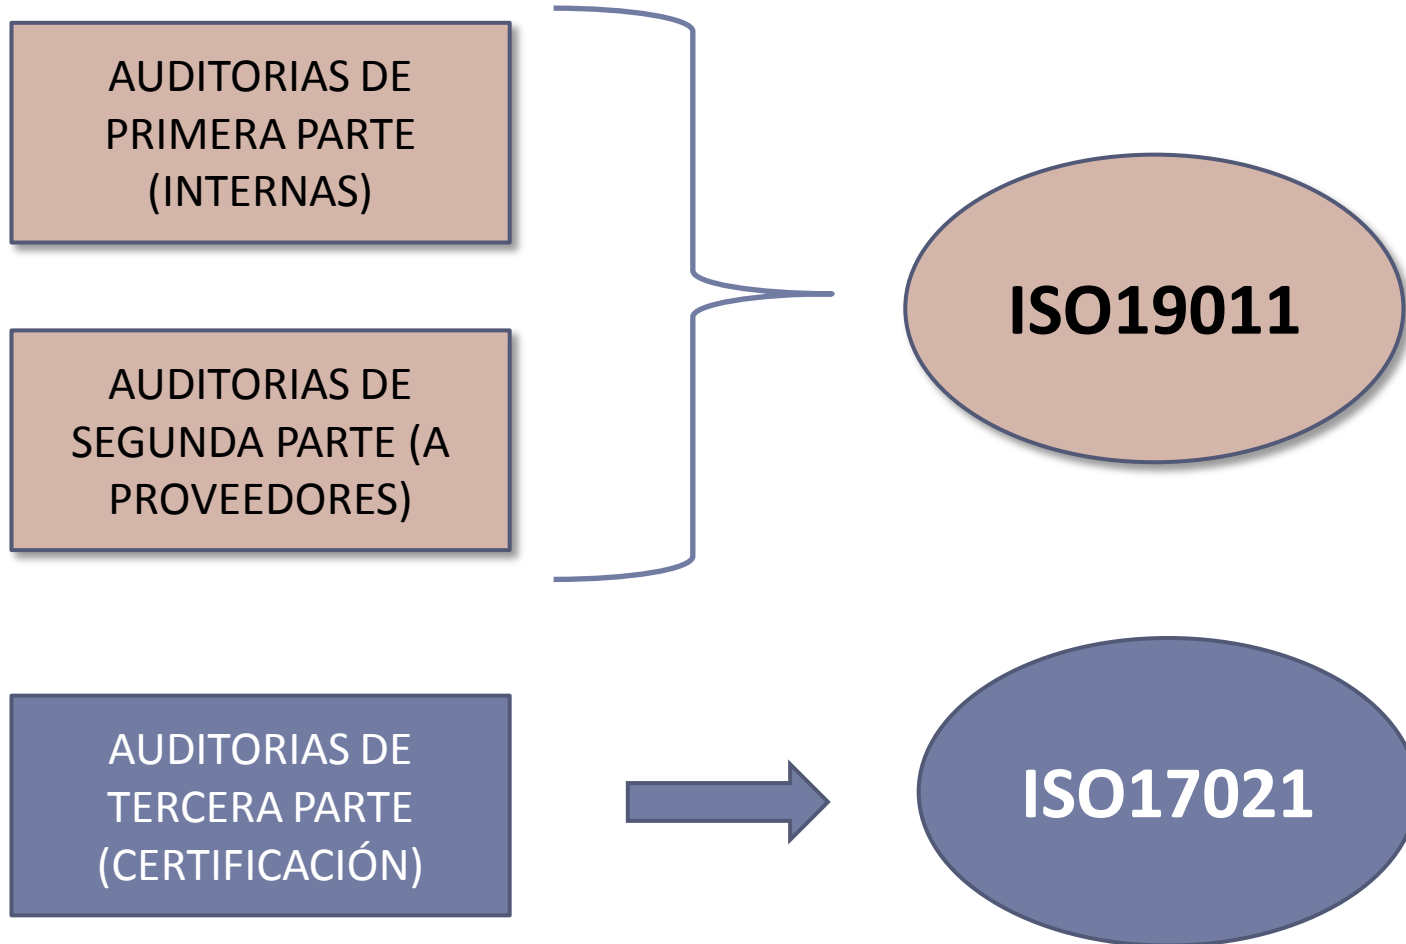 AUDITORIAS DE
PRIMERA PARTE
(INTERNAS)
AUDITORIAS DE
SEGUNDA PARTE (A
PROVEEDORES)
ISO19011
AUDITORIAS DE
TERCERA PARTE
(CERTIFICACIÓN)
ISO17021